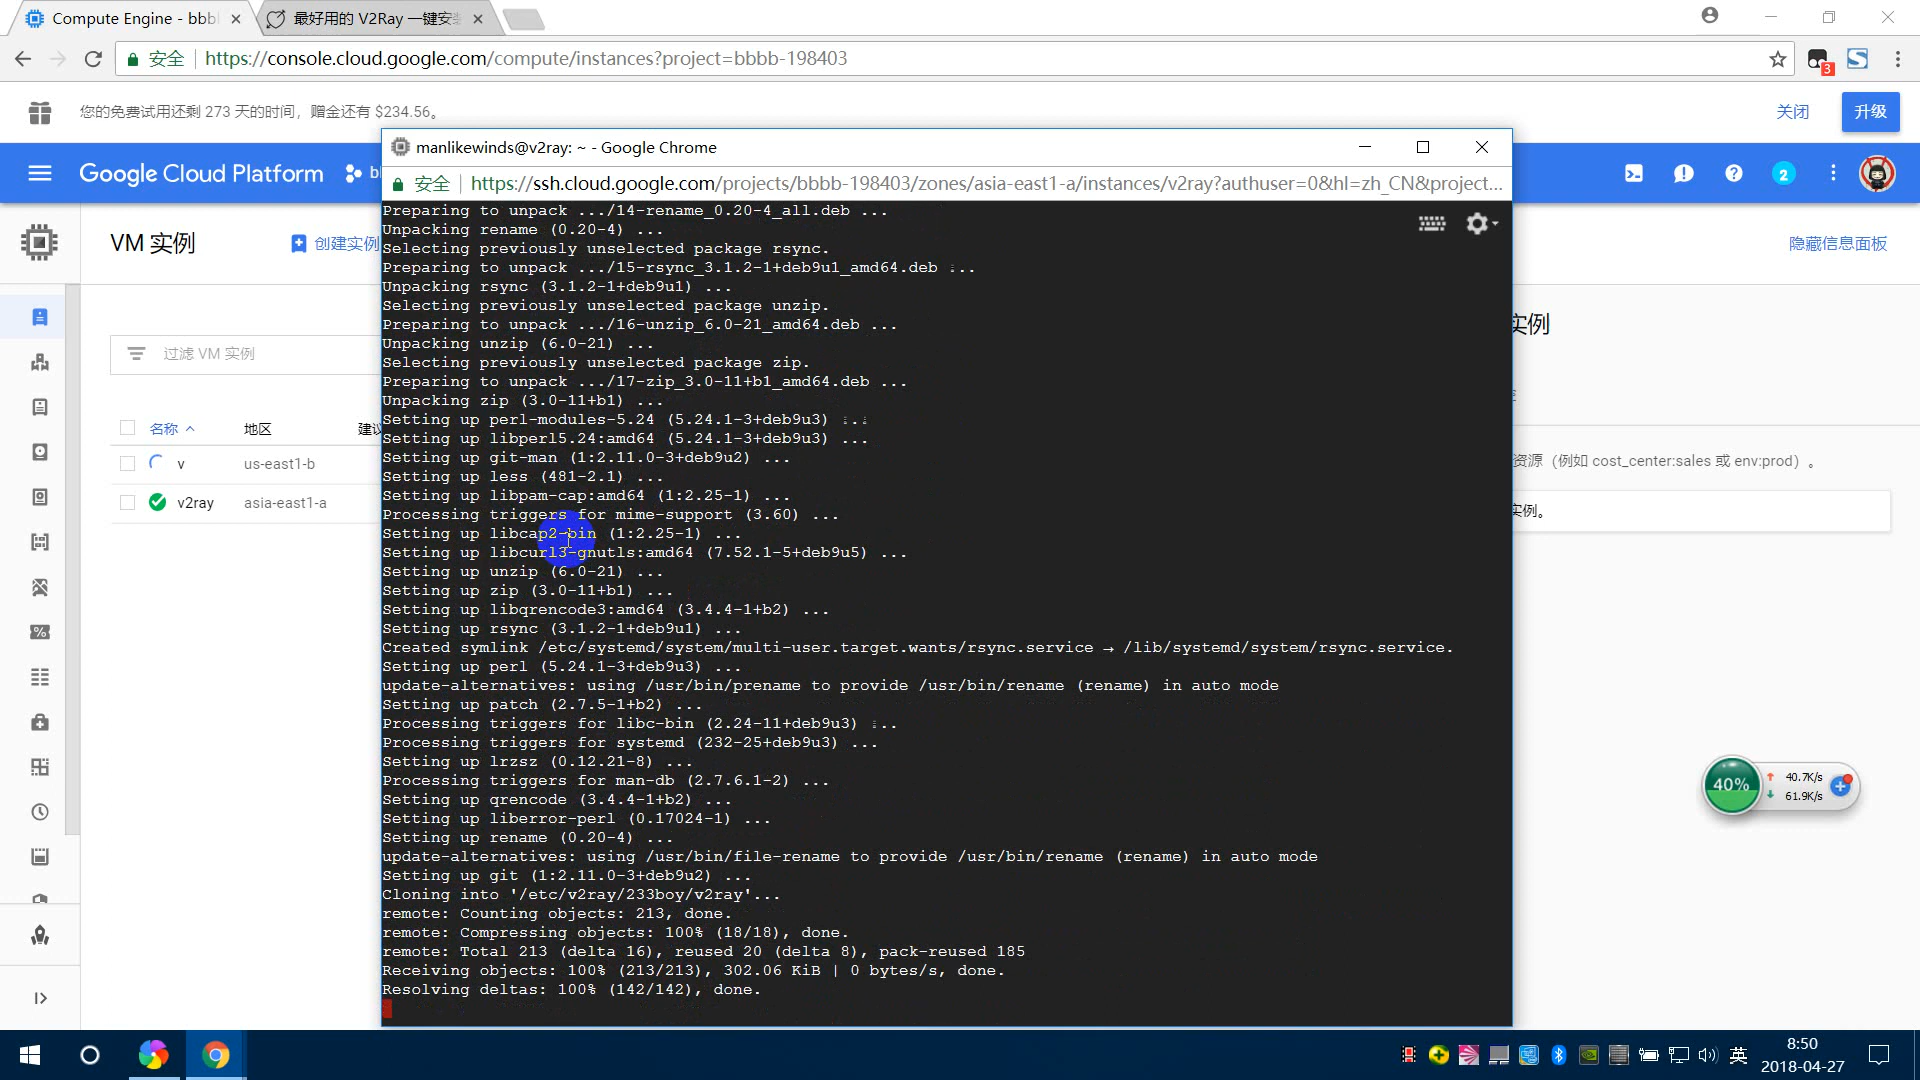 Compute Engine - bbb
最好用的 V2Ray 一键安
安全
https://console.cloud.google.com/compute/instances?project=bbbb-198403
3
您的免费试用还剩 273 天的时间，赠金还有 $234.56。
关闭
升级
manlikewinds@v2ray: ~ - Google Chrome
Google Cloud Platform
安全
https://ssh.cloud.google.com/projects/bbbb-198403/zones/asia-east1-a/instances/v2ray?authuser=0&hl=zh_CN&project...
2
VM 实例
创建实例
隐藏信息面板
过滤 VM 实例
名称
地区
v
us-east1-b
v2ray
asia-east1-a
Preparing to unpack .../14-rename_0.20-4_all.deb ...
Unpacking rename (0.20-4) ...
Selecting previously unselected package rsync.
Preparing to unpack .../15-rsync_3.1.2-1+deb9u1_amd64.deb ...
Unpacking rsync (3.1.2-1+deb9u1) ...
Selecting previously unselected package unzip.
Preparing to unpack .../16-unzip_6.0-21_amd64.deb ...
Unpacking unzip (6.0-21) ...
Selecting previously unselected package zip.
Preparing to unpack .../17-zip_3.0-11+b1_amd64.deb ...
Unpacking zip (3.0-11+b1) ...
Setting up perl-modules-5.24 (5.24.1-3+deb9u3) ...
Setting up libperl5.24:amd64 (5.24.1-3+deb9u3) ...
Setting up git-man (1:2.11.0-3+deb9u2) ...
Setting up less (481-2.1) ...
Setting up libpam-cap:amd64 (1:2.25-1) ...
Processing triggers for mime-support (3.60) ...
Setting up libcap2-bin (1:2.25-1) ...
Setting up libcurl3-gnutls:amd64 (7.52.1-5+deb9u5) ...
Setting up unzip (6.0-21) ...
Setting up zip (3.0-11+b1) ...
Setting up libqrencode3:amd64 (3.4.4-1+b2) ...
Setting up rsync (3.1.2-1+deb9u1) ...
Created symlink /etc/systemd/system/multi-user.target.wants/rsync.service → /lib/systemd/system/rsync.service.
Setting up perl (5.24.1-3+deb9u3) ...
update-alternatives: using /usr/bin/prename to provide /usr/bin/rename (rename) in auto mode
Setting up patch (2.7.5-1+b2) ...
Processing triggers for libc-bin (2.24-11+deb9u3) ...
Processing triggers for systemd (232-25+deb9u3) ...
Setting up lrzsz (0.12.21-8) ...
Processing triggers for man-db (2.7.6.1-2) ...
Setting up qrencode (3.4.4-1+b2) ...
Setting up liberror-perl (0.17024-1) ...
Setting up rename (0.20-4) ...
update-alternatives: using /usr/bin/file-rename to provide /usr/bin/rename (rename) in auto mode
Setting up git (1:2.11.0-3+deb9u2) ...
Cloning into '/etc/v2ray/233boy/v2ray'...
remote: Counting objects: 213, done.
remote: Compressing objects: 100% (18/18), done.
remote: Total 213 (delta 16), reused 20 (delta 8), pack-reused 185
Receiving objects: 100% (213/213), 302.06 KiB | 0 bytes/s, done.
Resolving deltas: 100% (142/142), done.
实例
资源（例如 cost_center:sales 或 env:prod）。
实例。
40%
40.7K/s
61.9K/s
英
8:50
2018-04-27